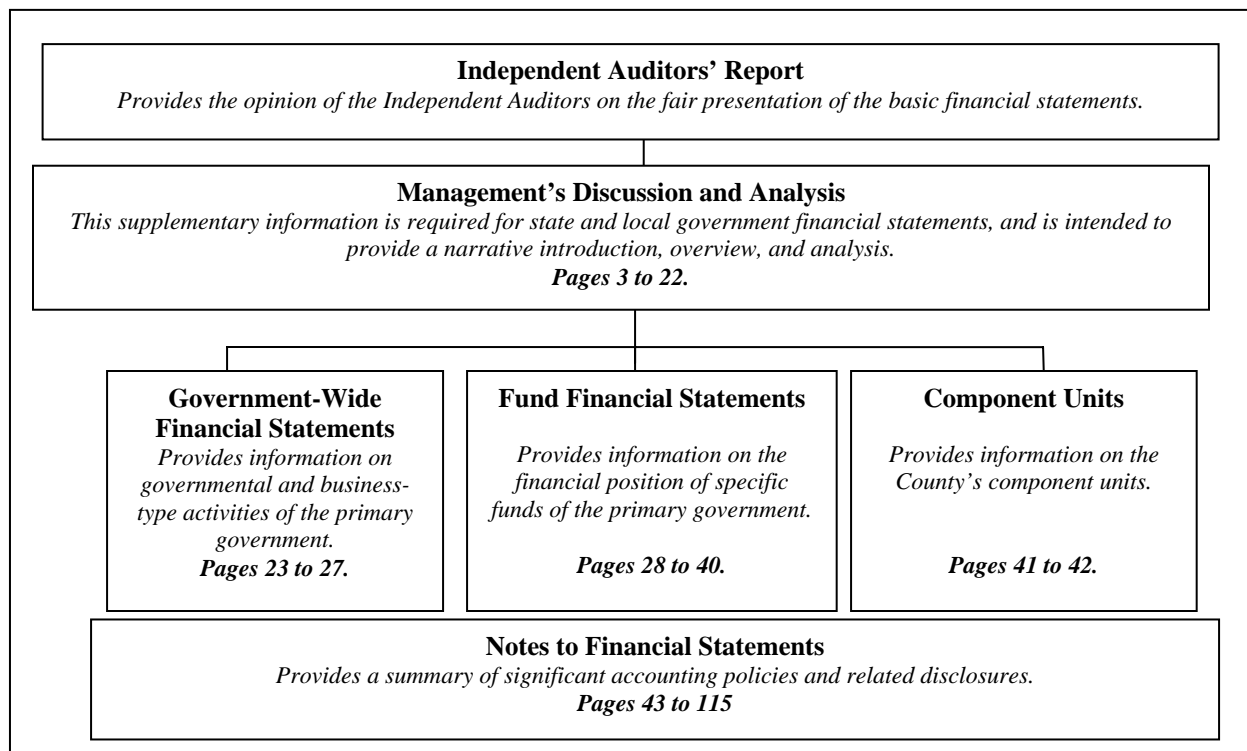 Independent Auditors’ Report
Provides the opinion of the Independent Auditors on the fair presentation of the basic financial statements.
Management’s Discussion and Analysis
This supplementary information is required for state and local government financial statements, and is intended to
provide a narrative introduction, overview, and analysis.
Pages 3 to 22.
Government-Wide
Financial Statements
Provides information on
governmental and business-
type activities of the primary
government.
Pages 23 to 27.
Fund Financial Statements
Provides information on the
financial position of specific
funds of the primary government.
Pages 28 to 40.
Component Units
Provides information on the
County’s component units.
Pages 41 to 42.
Notes to Financial Statements
Provides a summary of significant accounting policies and related disclosures.
Pages 43 to 115